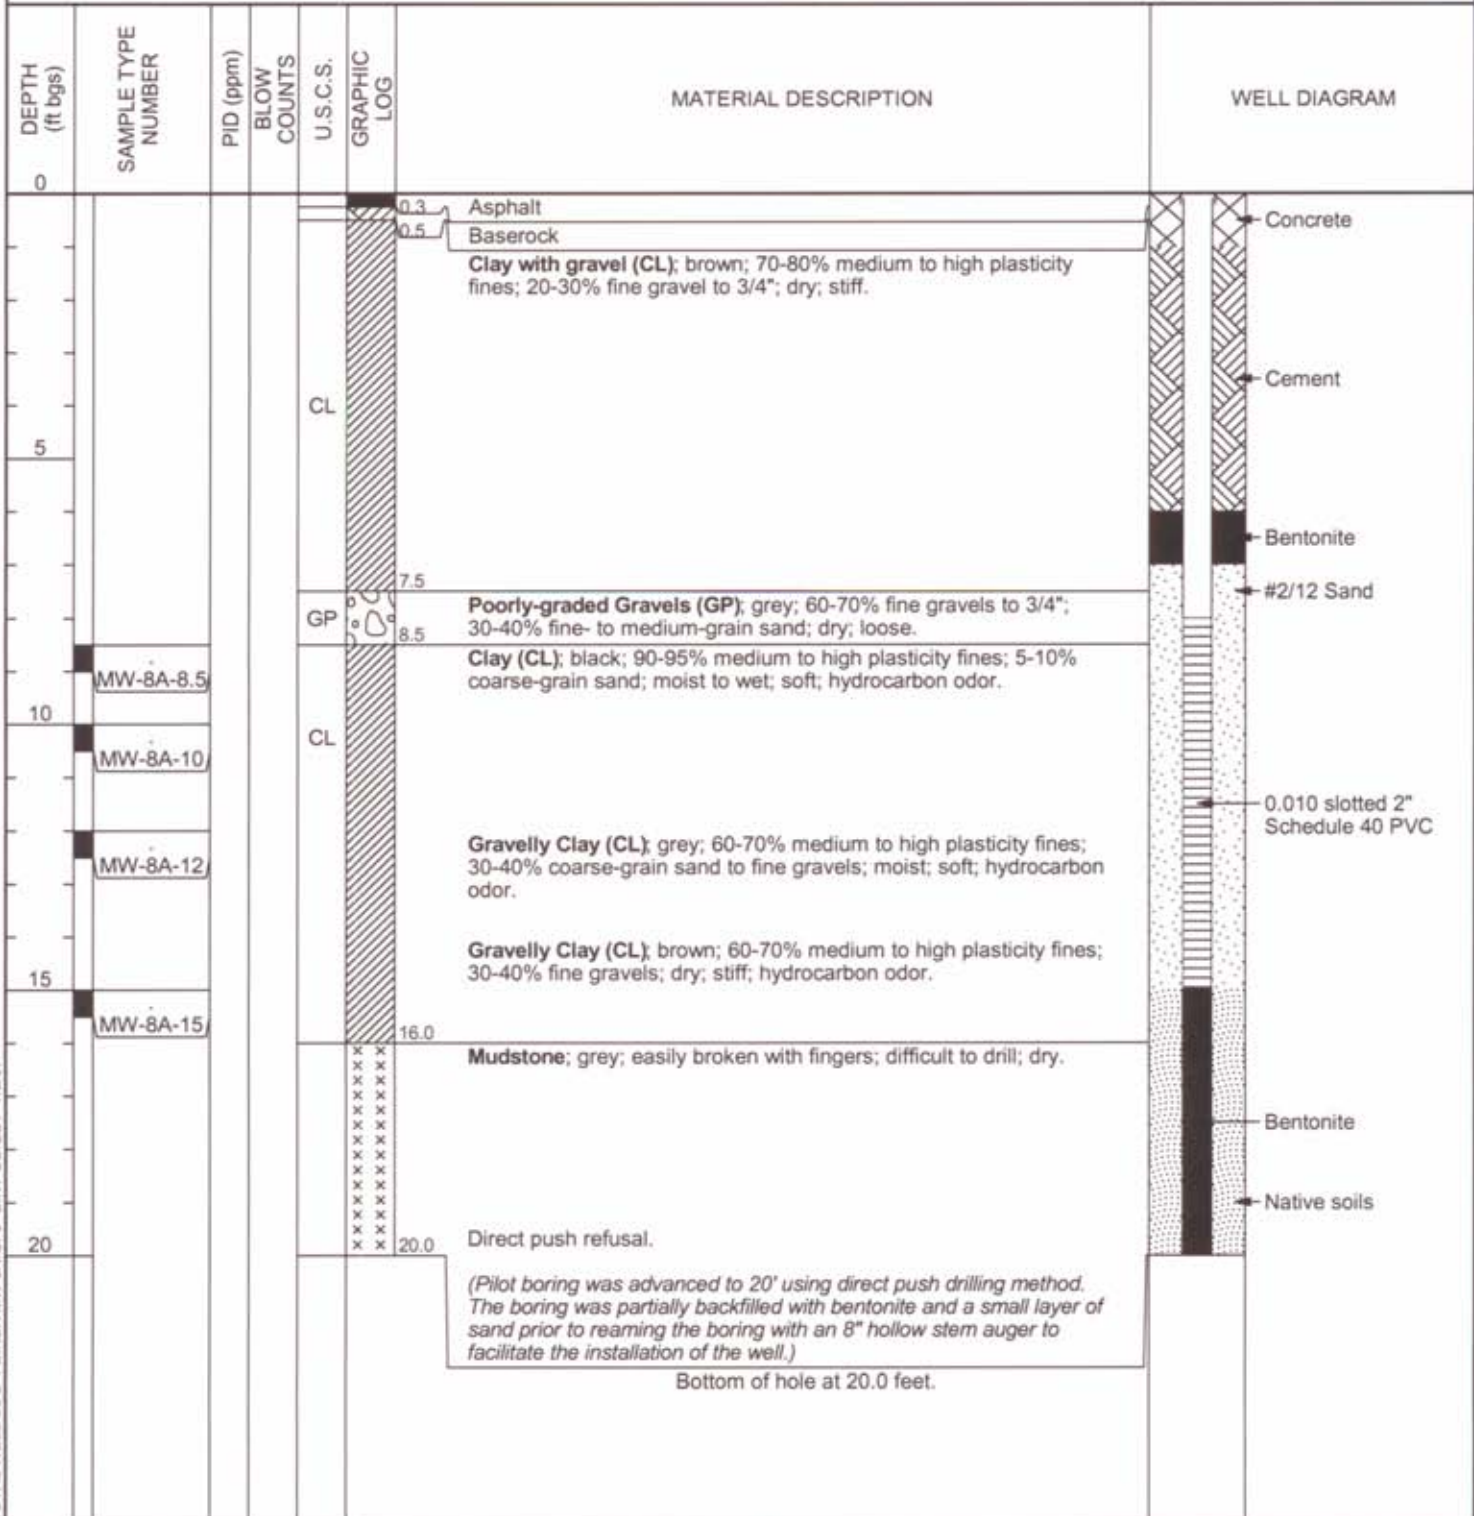 DEPTH
(ft bgs)
SAMPLE TYPE
NUMBER
PID (ppm)
BLOW
COUNTS
U.S.C.S.
GRAPHIC
LOG
MATERIAL DESCRIPTION
WELL DIAGRAM
0
0.3 Asphalt
Concrete
0.5 Baserock
Clay with gravel (CL); brown; 70-80% medium to high plasticity
fines; 20-30% fine gravel to 3/4"; dry; stiff.
Cement
CL
5
Bentonite
7.5
#2/12 Sand
GP
Poorly-graded Gravels (GP); grey; 60-70% fine gravels to 3/4";
30-40% fine- to medium-grain sand; dry; loose.
8.5
Clay (CL); black; 90-95% medium to high plasticity fines; 5-10%
coarse-grain sand; moist to wet; soft; hydrocarbon odor.
MW-8A-8.5
10
CL
MW-8A-10
0.010 slotted 2"
Schedule 40 PVC
Gravelly Clay (CL); grey; 60-70% medium to high plasticity fines;
30-40% coarse-grain sand to fine gravels; moist; soft; hydrocarbon
odor.
MW-8A-12
Gravelly Clay (CL); brown; 60-70% medium to high plasticity fines;
30-40% fine gravels; dry; stiff; hydrocarbon odor.
15
MW-8A-15
16.0
Mudstone; grey; easily broken with fingers; difficult to drill; dry.
Bentonite
Native soils
20
20.0 Direct push refusal.
(Pilot boring was advanced to 20' using direct push drilling method.
The boring was partially backfilled with bentonite and a small layer of
sand prior to reaming the boring with an 8" hollow stem auger to
facilitate the installation of the well.)
Bottom of hole at 20.0 feet.